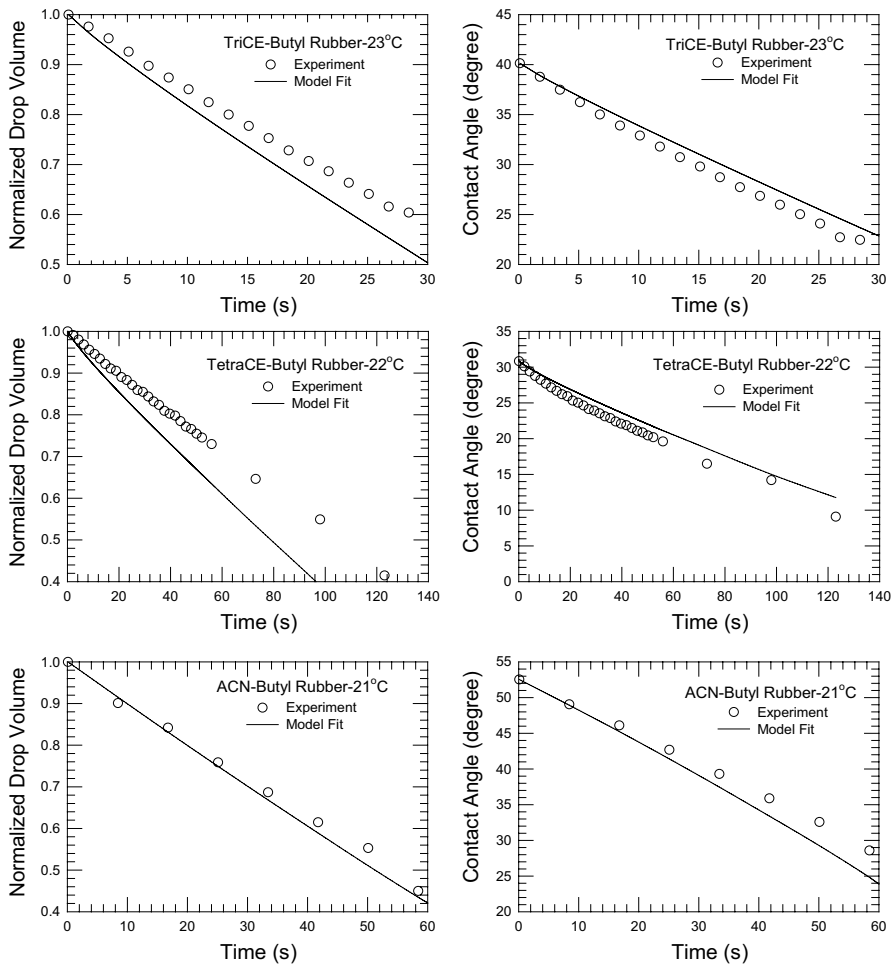 Normalized Drop Volume
1.0
0.9
0.8
0.7
0.6
0.5
TriCE-Butyl Rubber-23°C
Experiment
Model Fit
0 5 10 15 20 25 30
Time (s)
Contact Angle (degree)
45
40
35
30
25
20
TriCE-Butyl Rubber-23°C
Experiment
Model Fit
0 5 10 15 20 25 30
Time (s)
Normalized Drop Volume
1.0
0.9
0.8
0.7
0.6
0.5
0.4
TetraCE-Butyl Rubber-22°C
Experiment
Model Fit
0 20 40 60 80 100 120 140
Time (s)
Contact Angle (degree)
35
30
25
20
15
10
5
0
TetraCE-Butyl Rubber-22°C
Experiment
Model Fit
0 20 40 60 80 100 120 140
Time (s)
Normalized Drop Volume
1.0
0.9
0.8
0.7
0.6
0.5
0.4
ACN-Butyl Rubber-21°C
Experiment
Model Fit
0 10 20 30 40 50 60
Time (s)
Contact Angle (degree)
55
50
45
40
35
30
25
20
ACN-Butyl Rubber-21°C
Experiment
Model Fit
0 10 20 30 40 50 60
Time (s)